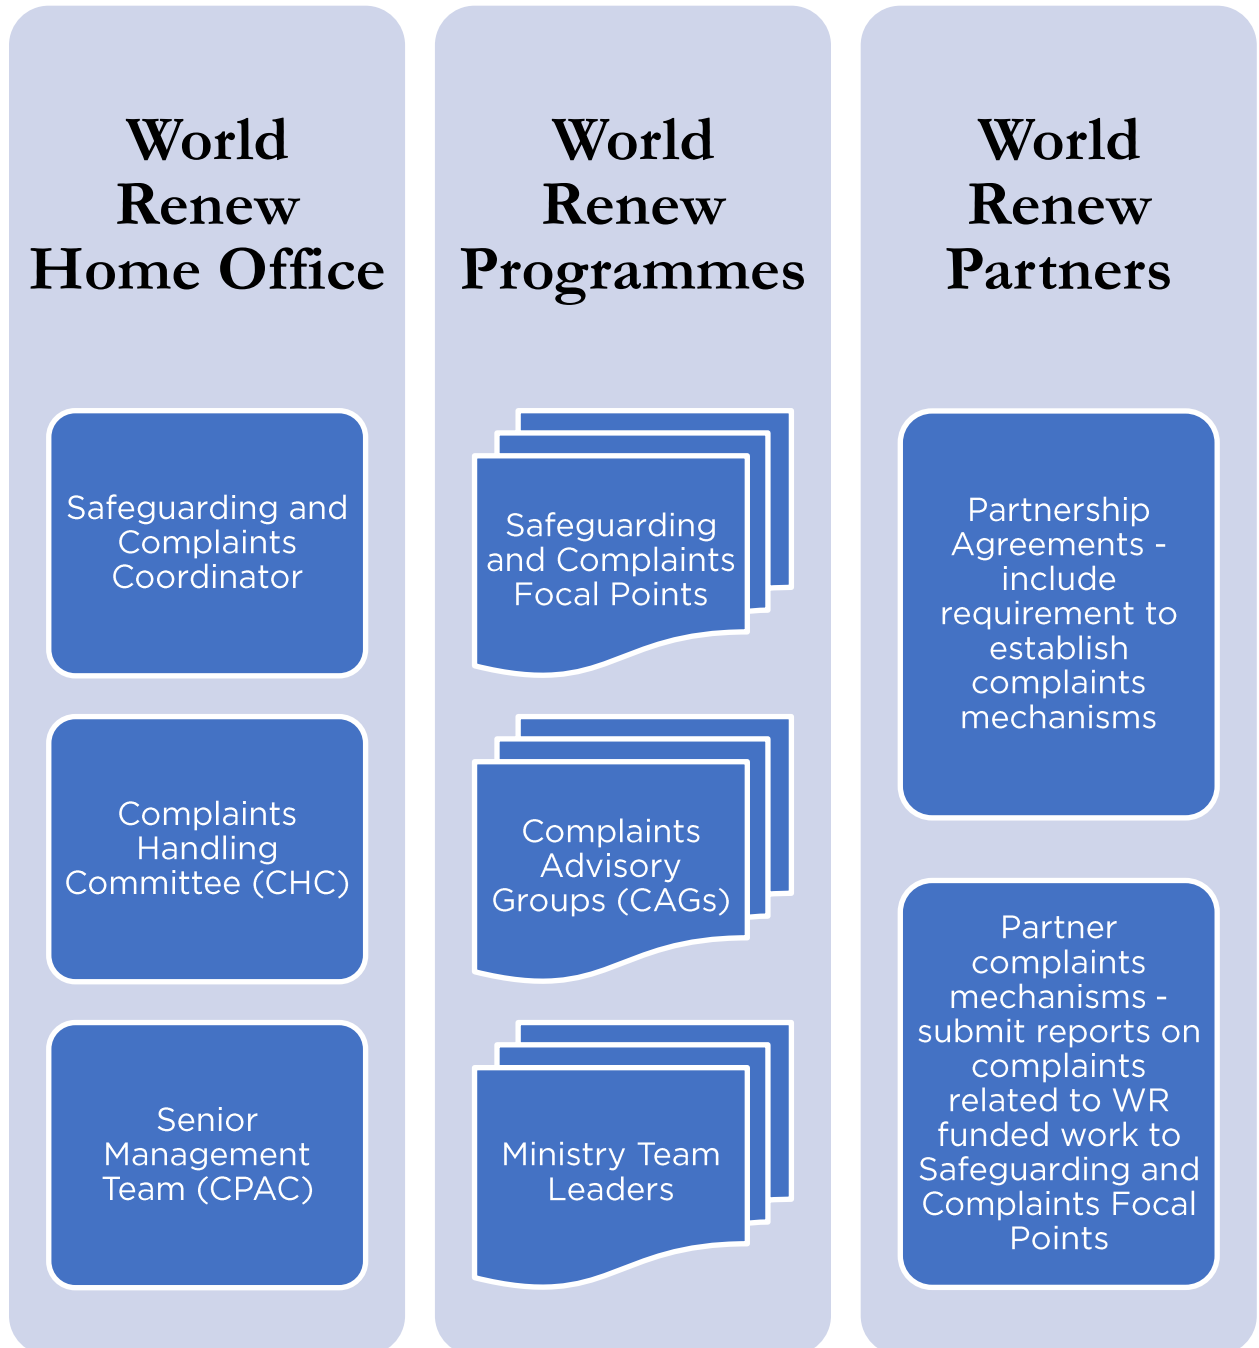 World
Renew
Home Office
Safeguarding and
Complaints
Coordinator
Complaints
Handling
Committee (CHC)
Senior
Management
Team (CPAC)
World
Renew
Programmes
Safeguarding
and Complaints
Focal Points
Complaints
Advisory
Groups (CAGs)
Ministry Team
Leaders
World
Renew
Partners
Partnership
Agreements -
include
requirement to
establish
complaints
mechanisms
Partner
complaints
mechanisms -
submit reports on
complaints
related to WR
funded work to
Safeguarding and
Complaints Focal
Points